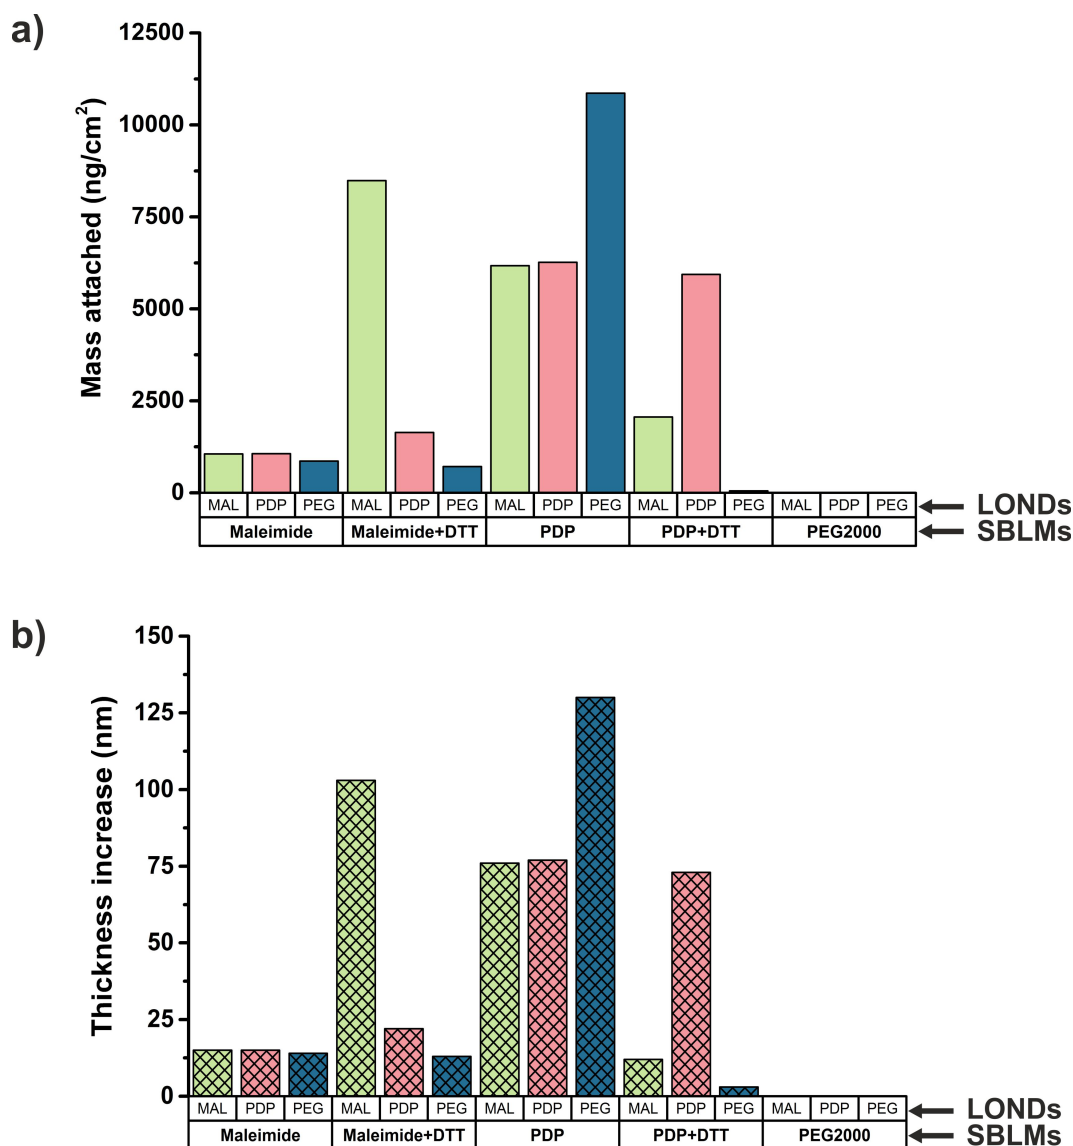 a)
Mass attached (ng/cm²)
12500
10000
7500
5000
2500
0
MAL PDP PEG MAL PDP PEG MAL PDP PEG MAL PDP PEG MAL PDP PEG
LONDs
Maleimide Maleimide+DTT PDP PDP+DTT PEG2000
SBLMs
b)
Thickness increase (nm)
150
125
100
75
50
25
0
MAL PDP PEG MAL PDP PEG MAL PDP PEG MAL PDP PEG MAL PDP PEG
LONDs
Maleimide Maleimide+DTT PDP PDP+DTT PEG2000
SBLMs